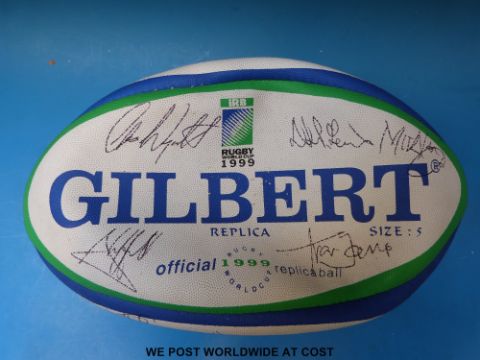 IRB
RUGBY
WORLD CUP
1999
GILBERT®
REPLICA SIZE : 5
official 1999 replica ball
RUGBY
WORLD CUP
WE POST WORLDWIDE AT COST